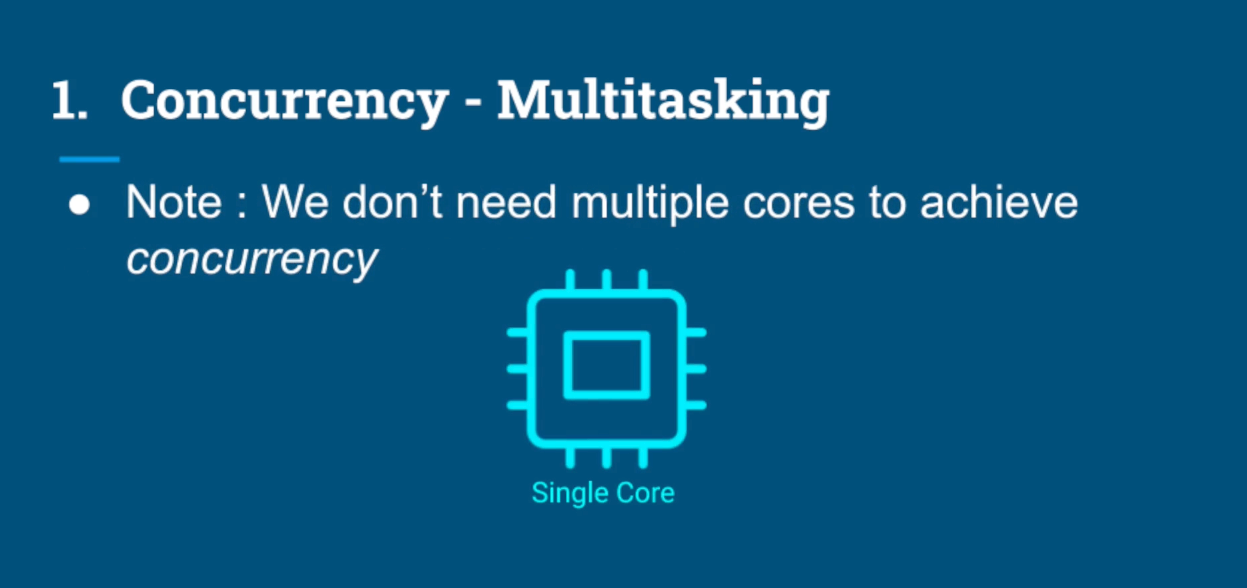 1. Concurrency - Multitasking
● Note : We don’t need multiple cores to achieve
concurrency
Single Core